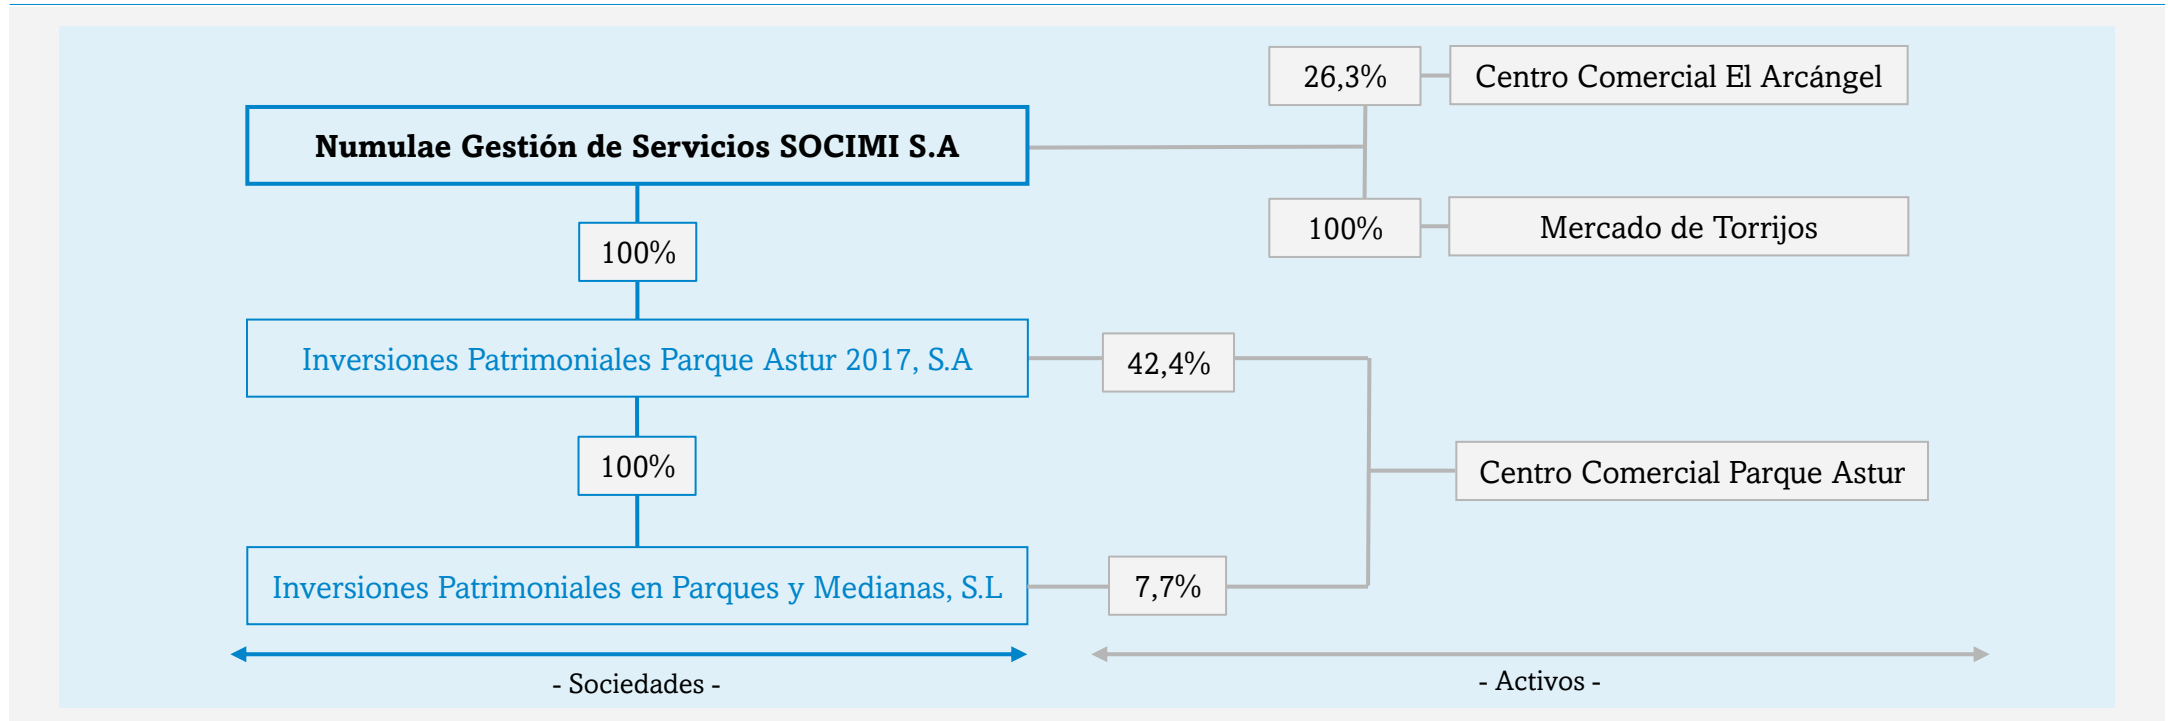 26,3%
Centro Comercial El Arcángel
Numulae Gestión de Servicios SOCIMI S.A
100%
Mercado de Torrijos
100%
Inversiones Patrimoniales Parque Astur 2017, S.A
42,4%
100%
Centro Comercial Parque Astur
Inversiones Patrimoniales en Parques y Medianas, S.L
7,7%
- Sociedades -
- Activos -